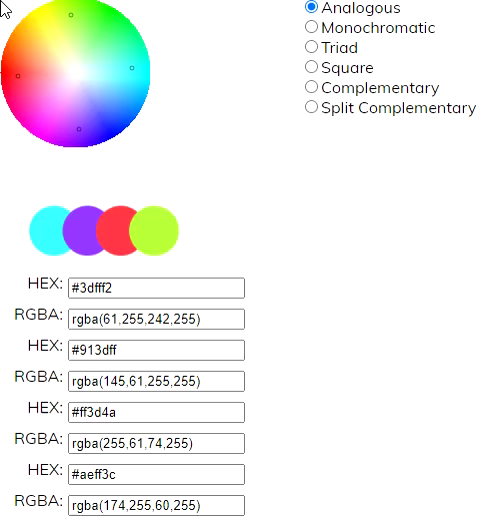 Analogous
Monochromatic
Triad
Square
Complementary
Split Complementary
HEX: #3dfff2
RGBA: rgba(61,255,242,255)
HEX: #913dff
RGBA: rgba(145,61,255,255)
HEX: #ff3d4a
RGBA: rgba(255,61,74,255)
HEX: #aeff3c
RGBA: rgba(174,255,60,255)